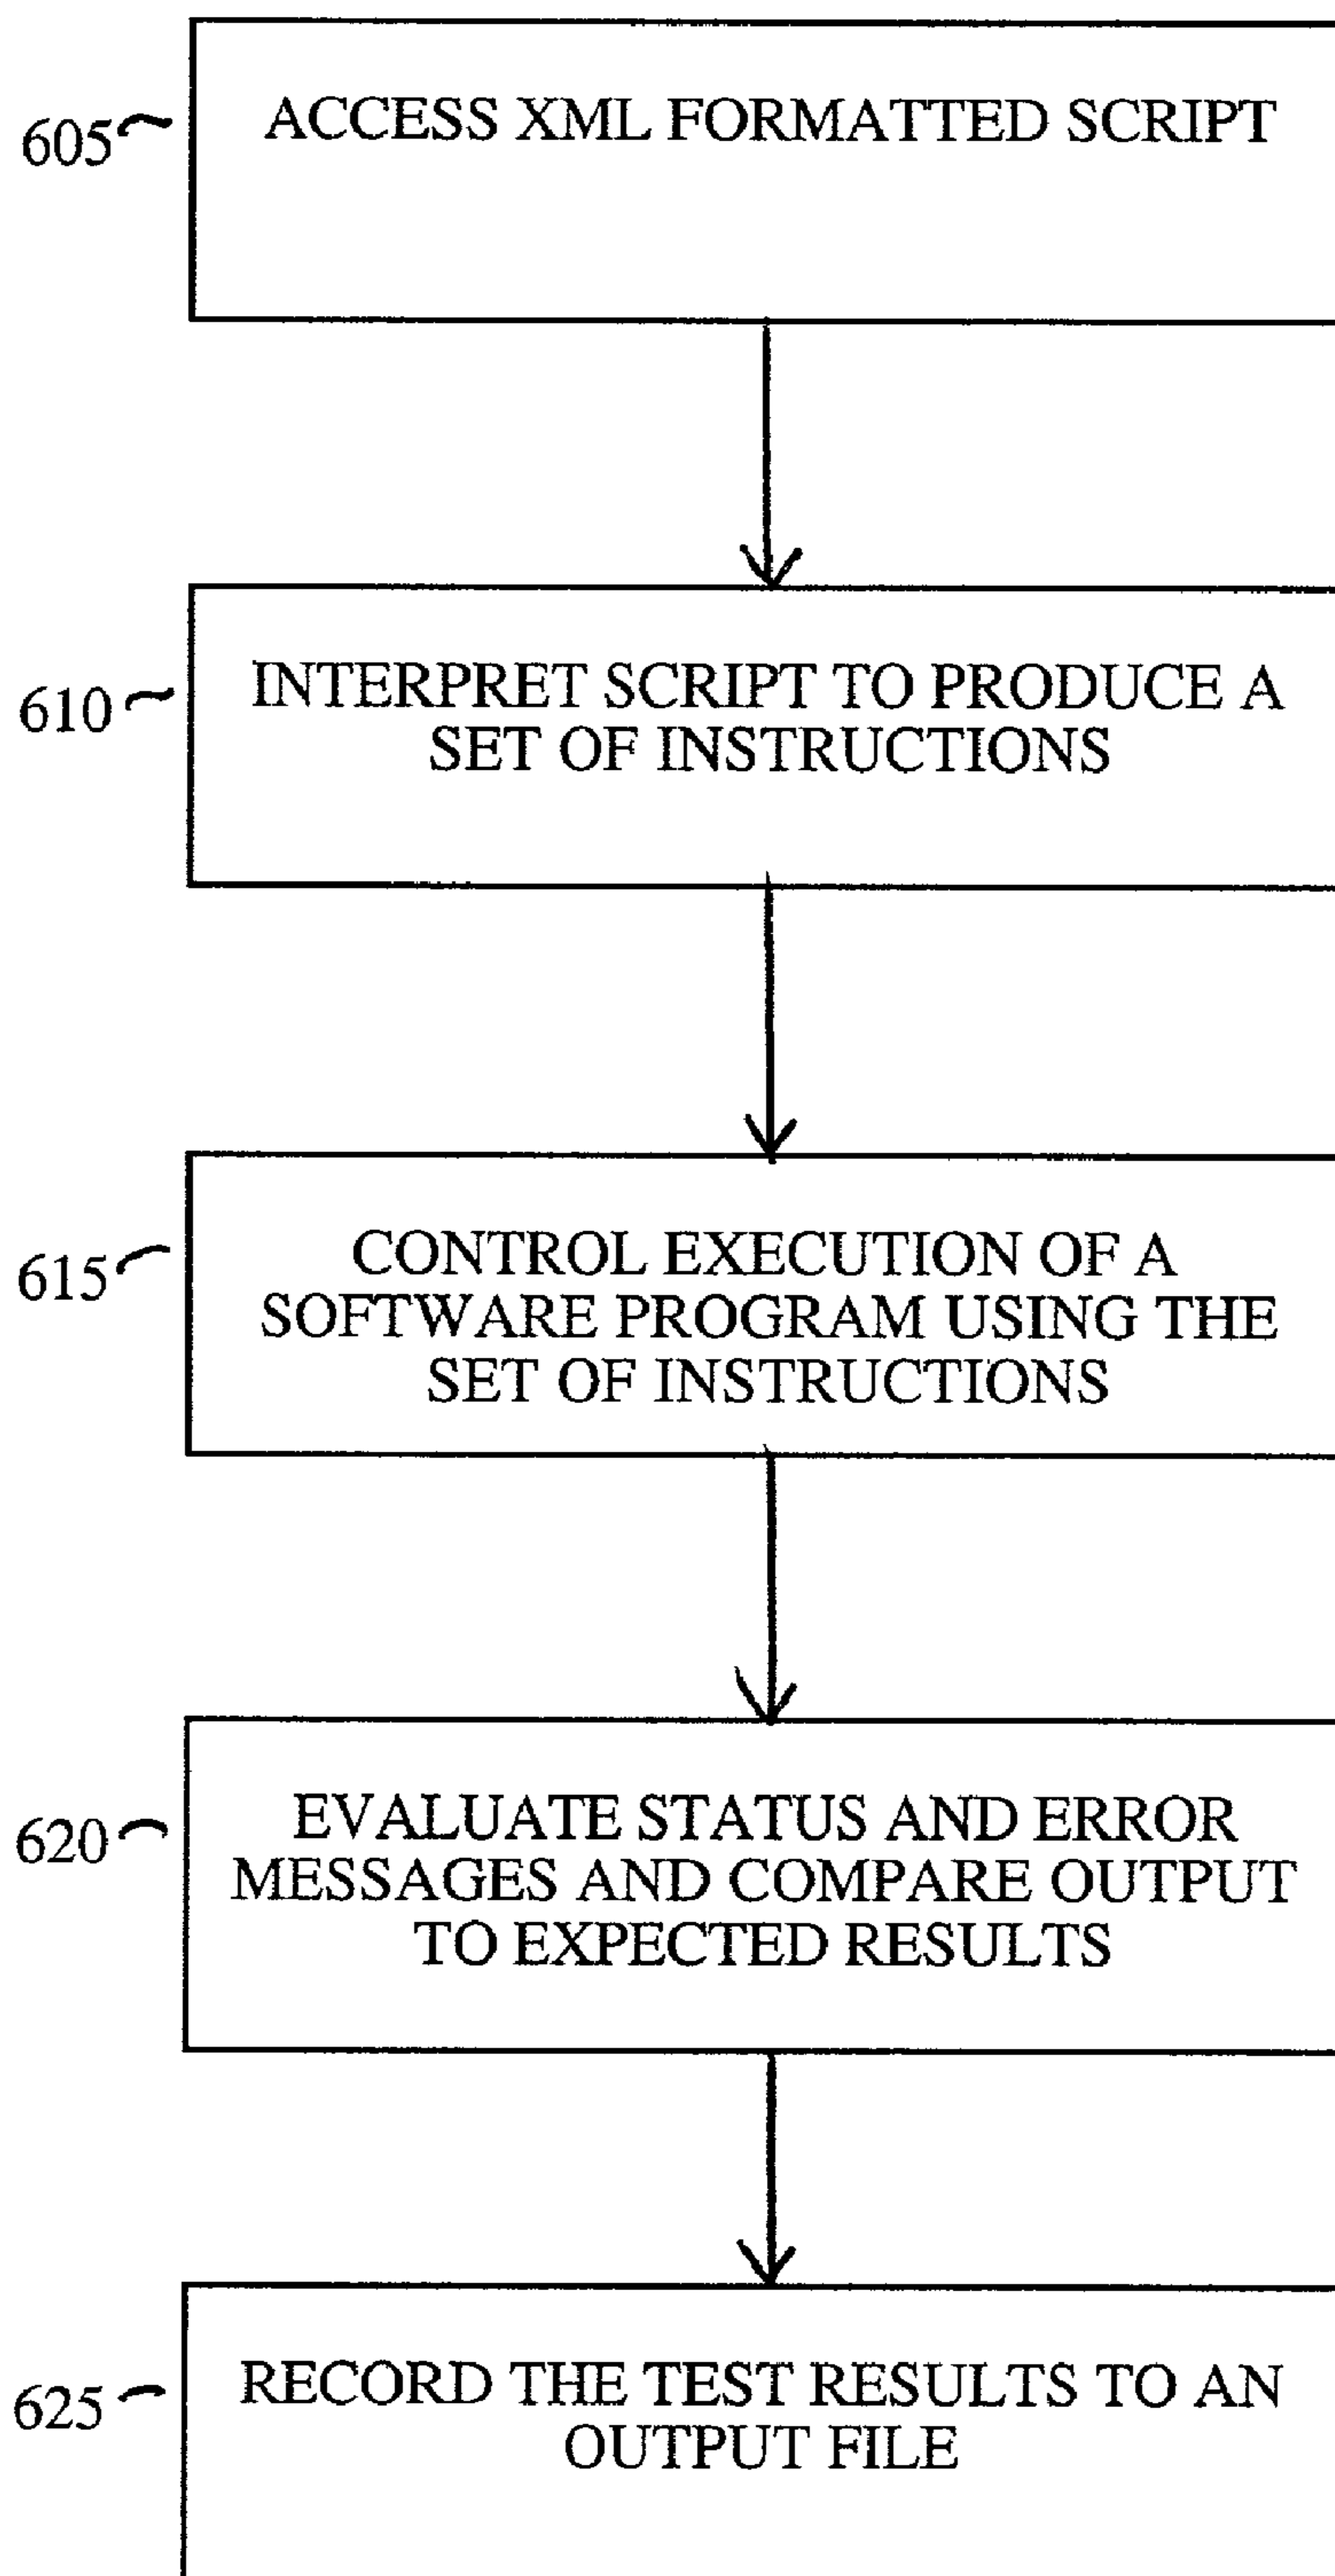 605
ACCESS XML FORMATTED SCRIPT
610
INTERPRET SCRIPT TO PRODUCE A
SET OF INSTRUCTIONS
615
CONTROL EXECUTION OF A
SOFTWARE PROGRAM USING THE
SET OF INSTRUCTIONS
620
EVALUATE STATUS AND ERROR
MESSAGES AND COMPARE OUTPUT
TO EXPECTED RESULTS
625
RECORD THE TEST RESULTS TO AN
OUTPUT FILE